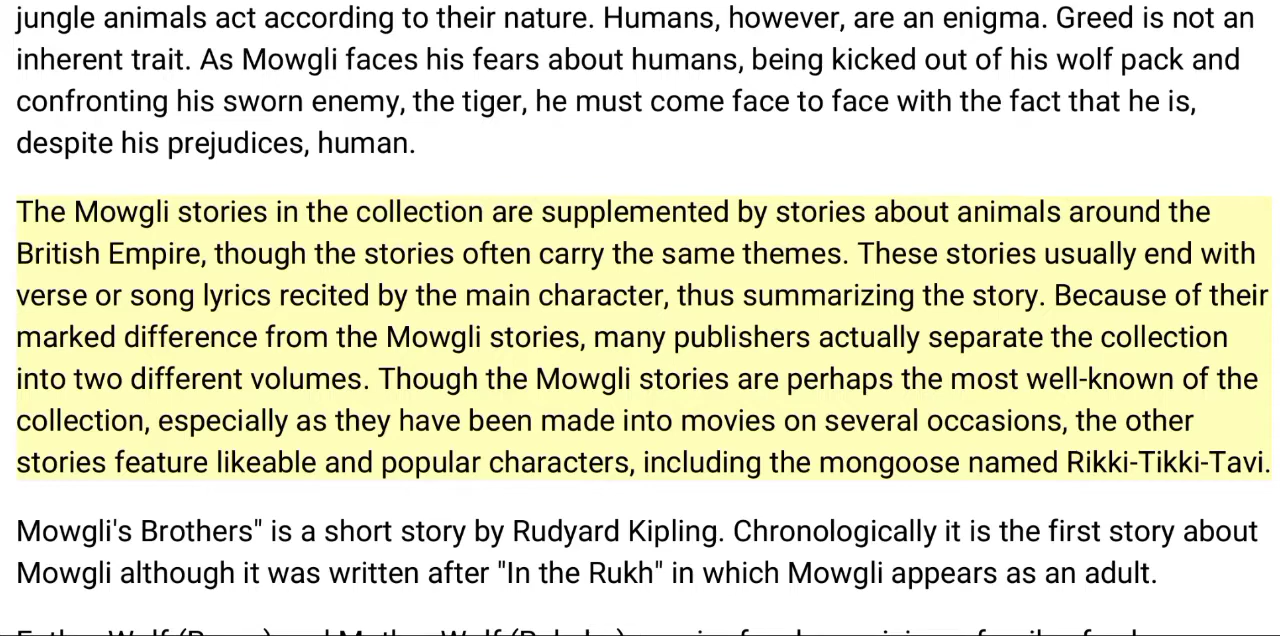 jungle animals act according to their nature. Humans, however, are an enigma. Greed is not an
inherent trait. As Mowgli faces his fears about humans, being kicked out of his wolf pack and
confronting his sworn enemy, the tiger, he must come face to face with the fact that he is,
despite his prejudices, human.
The Mowgli stories in the collection are supplemented by stories about animals around the
British Empire, though the stories often carry the same themes. These stories usually end with
verse or song lyrics recited by the main character, thus summarizing the story. Because of their
marked difference from the Mowgli stories, many publishers actually separate the collection
into two different volumes. Though the Mowgli stories are perhaps the most well-known of the
collection, especially as they have been made into movies on several occasions, the other
stories feature likeable and popular characters, including the mongoose named Rikki-Tikki-Tavi.
Mowgli's Brothers" is a short story by Rudyard Kipling. Chronologically it is the first story about
Mowgli although it was written after "In the Rukh" in which Mowgli appears as an adult.